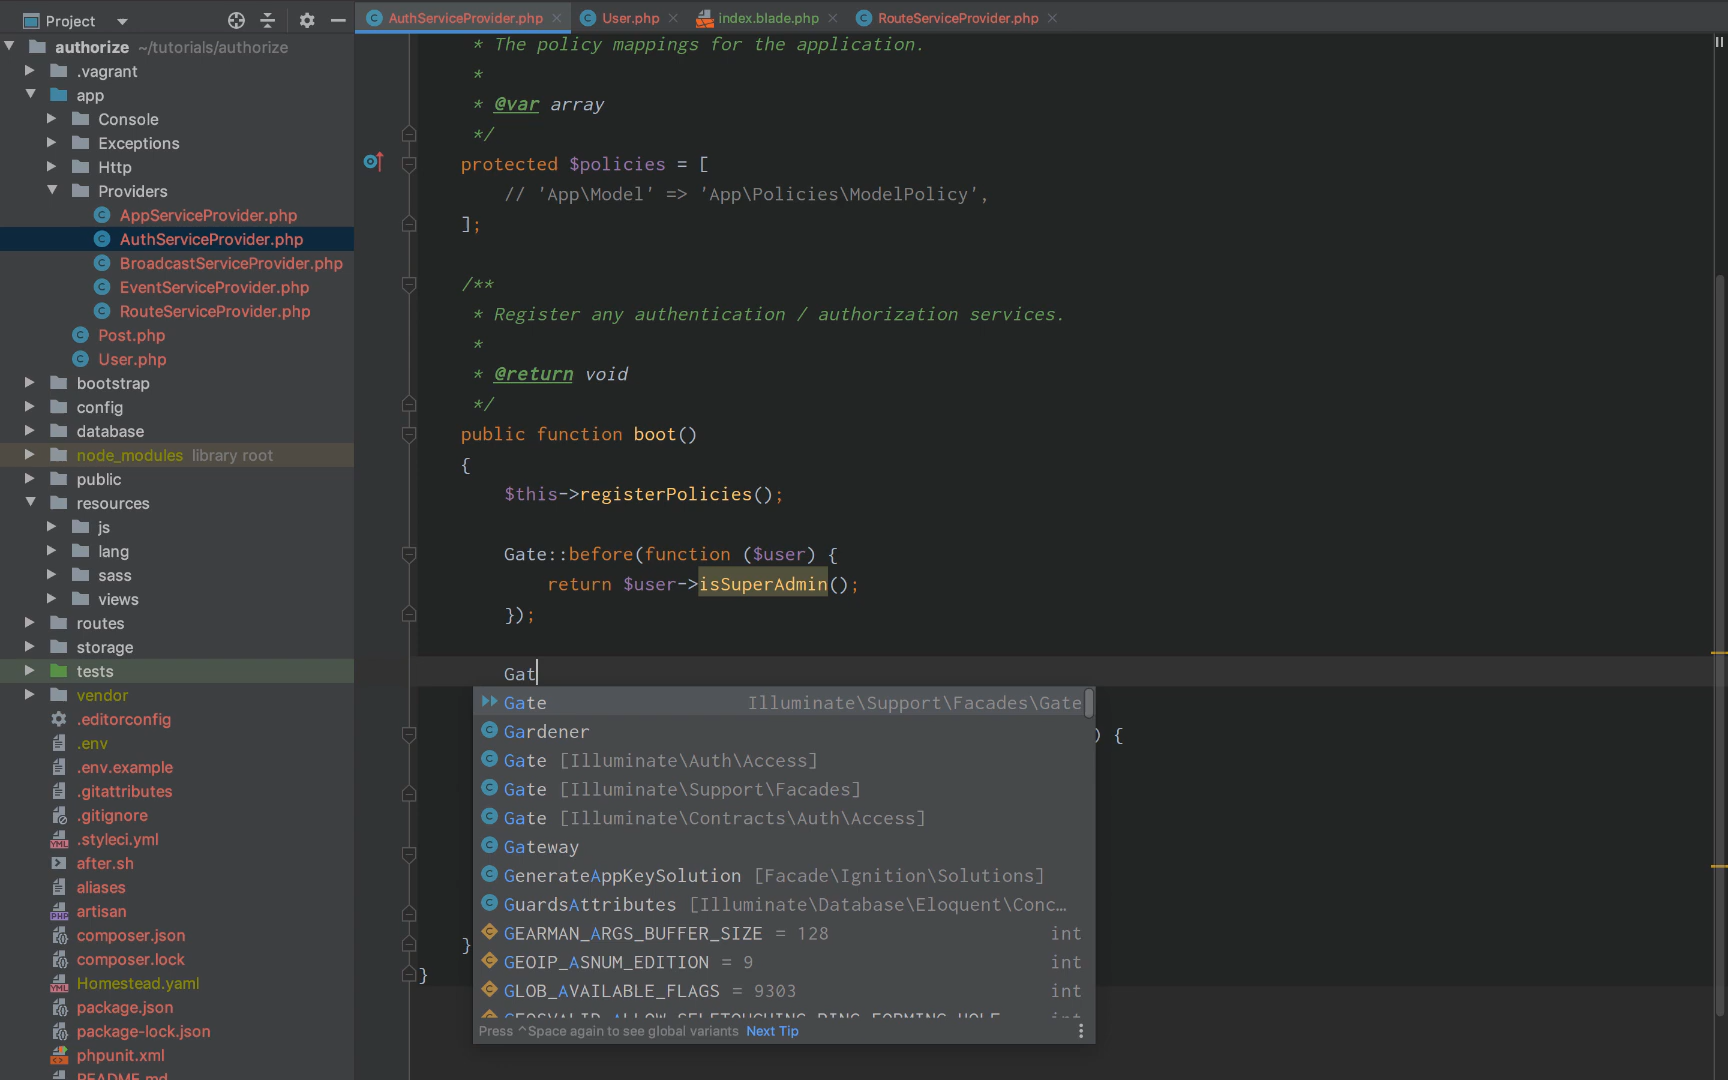 Project
AuthServiceProvider.php
User.php
index.blade.php
RouteServiceProvider.php
authorize ~/tutorials/authorize
.vagrant
app
Console
Exceptions
Http
Providers
AppServiceProvider.php
AuthServiceProvider.php
BroadcastServiceProvider.php
EventServiceProvider.php
RouteServiceProvider.php
Post.php
User.php
bootstrap
config
database
node_modules library root
public
resources
js
lang
sass
views
routes
storage
tests
vendor
.editorconfig
.env
.env.example
.gitattributes
.gitignore
.styleci.yml
after.sh
aliases
artisan
composer.json
composer.lock
Homestead.yaml
package.json
package-lock.json
phpunit.xml
README.md
* The policy mappings for the application.
*
* @var array
*/
protected $policies = [
// 'App\Model' => 'App\Policies\ModelPolicy',
];
/**
* Register any authentication / authorization services.
*
* @return void
*/
public function boot()
{
$this->registerPolicies();
Gate::before(function ($user) {
return $user->isSuperAdmin();
});
Gat
Gate Illuminate\Support\Facades\Gate
Gardener
) {
Gate [Illuminate\Auth\Access]
Gate [Illuminate\Support\Facades]
Gate [Illuminate\Contracts\Auth\Access]
Gateway
GenerateAppKeySolution [Facade\Ignition\Solutions]
GuardsAttributes [Illuminate\Database\Eloquent\Conc…
GEARMAN_ARGS_BUFFER_SIZE = 128 int
}
GEOIP_ASNUM_EDITION = 9 int
}
GLOB_AVAILABLE_FLAGS = 9303 int
Press ^Space again to see global variants Next Tip